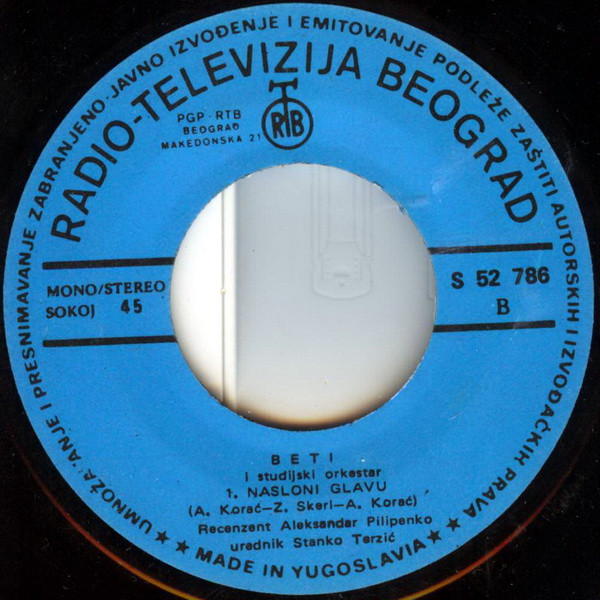 UMNOŽA'ANJE I PRESNIMAVANJE ZABRANJENO·JAVNO IZVOĐENJE I EMITOVANJE PODLEŽE ZAŠTITI AUTORSKIH I IZVOĐAČKIH PRAVA
RADIO-TELEVIZIJA BEOGRAD
PGP - RTB
BEOGRAD
MAKEDONSKA 21
RTB
MONO/STEREO
SOKOJ 45
S 52 786
B
BETI
i studijski orkestar
1. NASLONI GLAVU
(A. Korać—Z. Skerl—A. Korać)
Recenzent Aleksandar Pilipenko
urednik Stanko Terzić
★★ MADE IN YUGOSLAVIA ★★